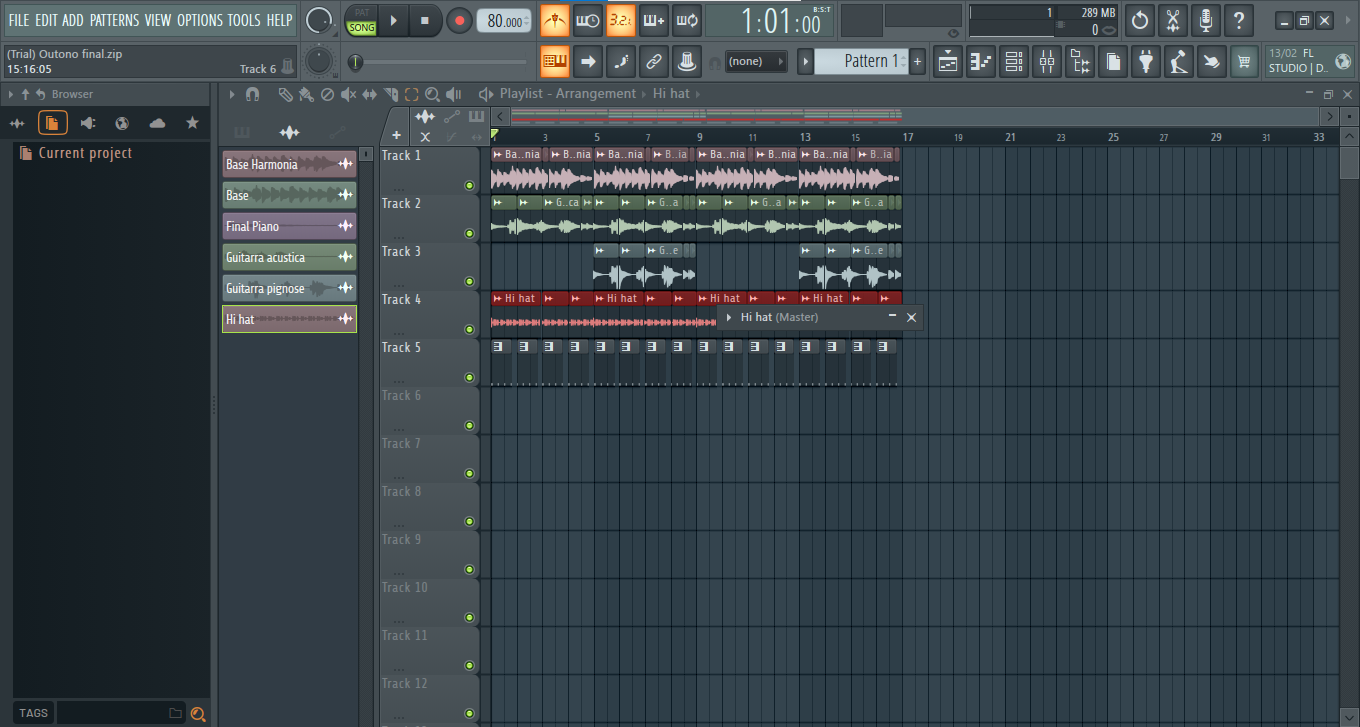 FILE EDIT ADD PATTERNS VIEW OPTIONS TOOLS HELP
PAT
SONG
80.000
3.2.
1:01:00
B:S:T
1
289 MB
0
(Trial) Outono final.zip
15:16:05
Track 6
(none)
Pattern 1
+
13/02 FL
STUDIO | D..
Browser
Playlist - Arrangement
Hi hat
Current project
TAGS
Base Harmonia
Base
Final Piano
Guitarra acustica
Guitarra pignose
Hi hat
3 5 7 9 11 13 15 17 19 21 23 25 27 29 31 33
Track 1
Ba..nia B..nia Ba..nia B..ia Ba..nia B..nia Ba..nia B..ia
Track 2
G..ca G..a G..a G..a
Track 3
G..e G..e
Track 4
Hi hat Hi hat Hi hat Hi hat
Hi hat (Master)
Track 5
Track 6
Track 7
Track 8
Track 9
Track 10
Track 11
Track 12